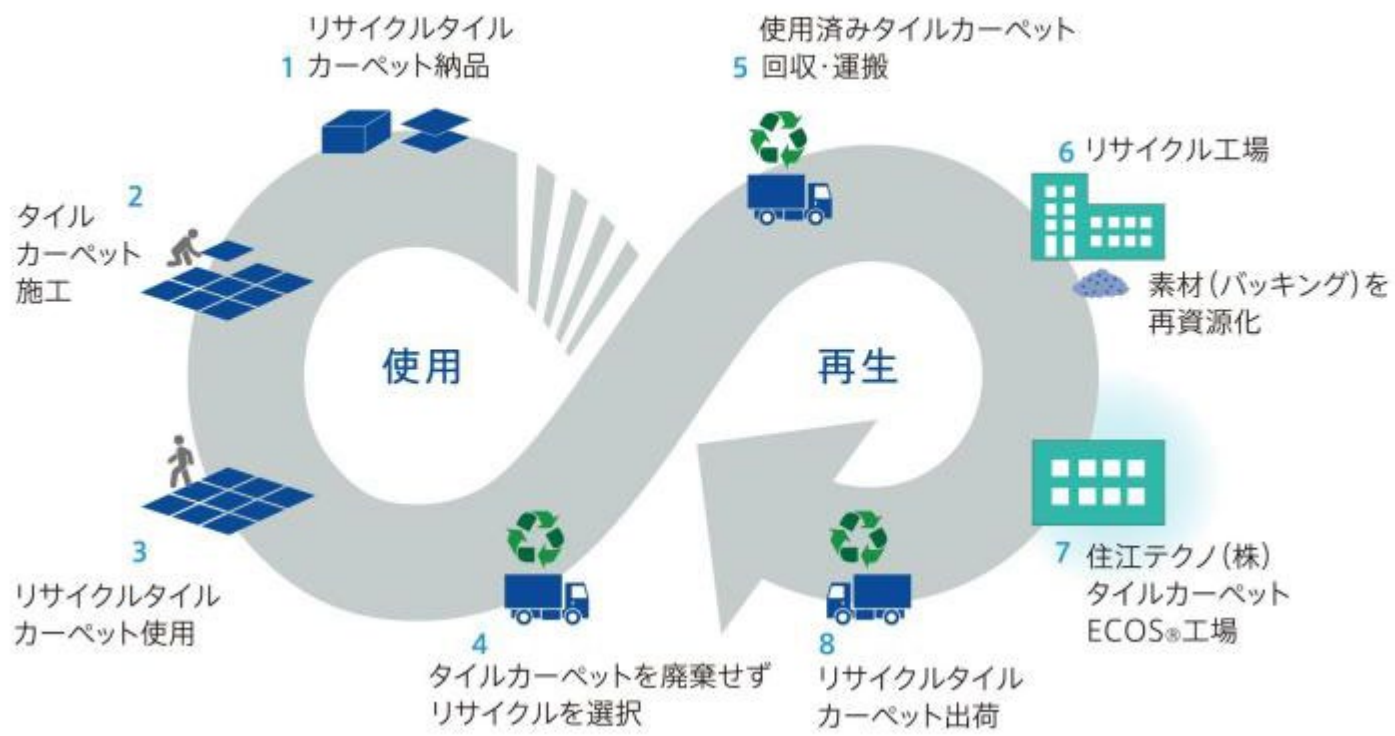 リサイクルタイル
1 カーペット納品
2
タイル
カーペット
施工
使用
3
リサイクルタイル
カーペット使用
4
タイルカーペットを廃棄せず
リサイクルを選択
使用済みタイルカーペット
5 回収・運搬
6 リサイクル工場
素材(バッキング)を
再資源化
再生
7 住江テクノ(株)
タイルカーペット
ECOS®工場
8
リサイクルタイル
カーペット出荷